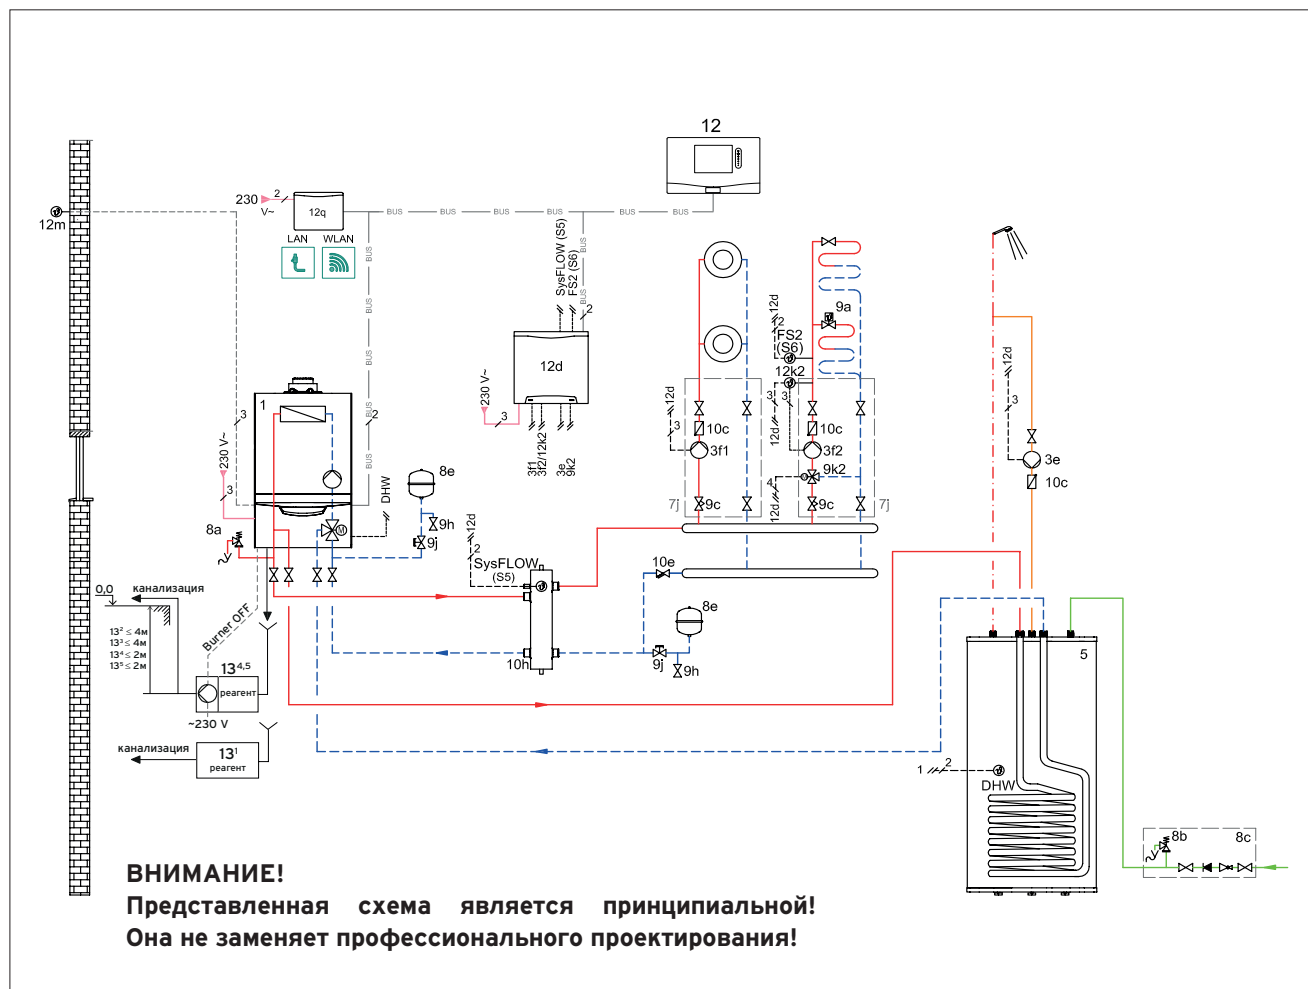 12
12m
230
V~
2
12q
BUS
BUS
BUS
BUS
BUS
BUS
LAN
WLAN
BUS
BUS
BUS
BUS
BUS
SysFLOW (S5)
FS2 (S6)
2
12d
230 V~
3
3f1
3f2/12k2
3e
9k2
1
3
2
230 V~
3
8a
M
DHW
8e
9h
9j
12d
2
SysFLOW
(S5)
10h
10e
8e
9j
9h
12d
3
10c
3f1
9c
7j
12d
2
FS2
(S6)
12k2
9a
3
3
12d
10c
3f2
9k2
4
12d
9c
7j
12d
3
3e
10c
0,0
канализация
13² ≤ 4м
13³ ≤ 4м
13⁴ ≤ 2м
13⁵ ≤ 2м
Burner OFF
13⁴,⁵
реагент
~230 V
канализация
13¹
реагент
5
1
2
DHW
8b
8c
ВНИМАНИЕ!
Представленная схема является принципиальной!
Она не заменяет профессионального проектирования!